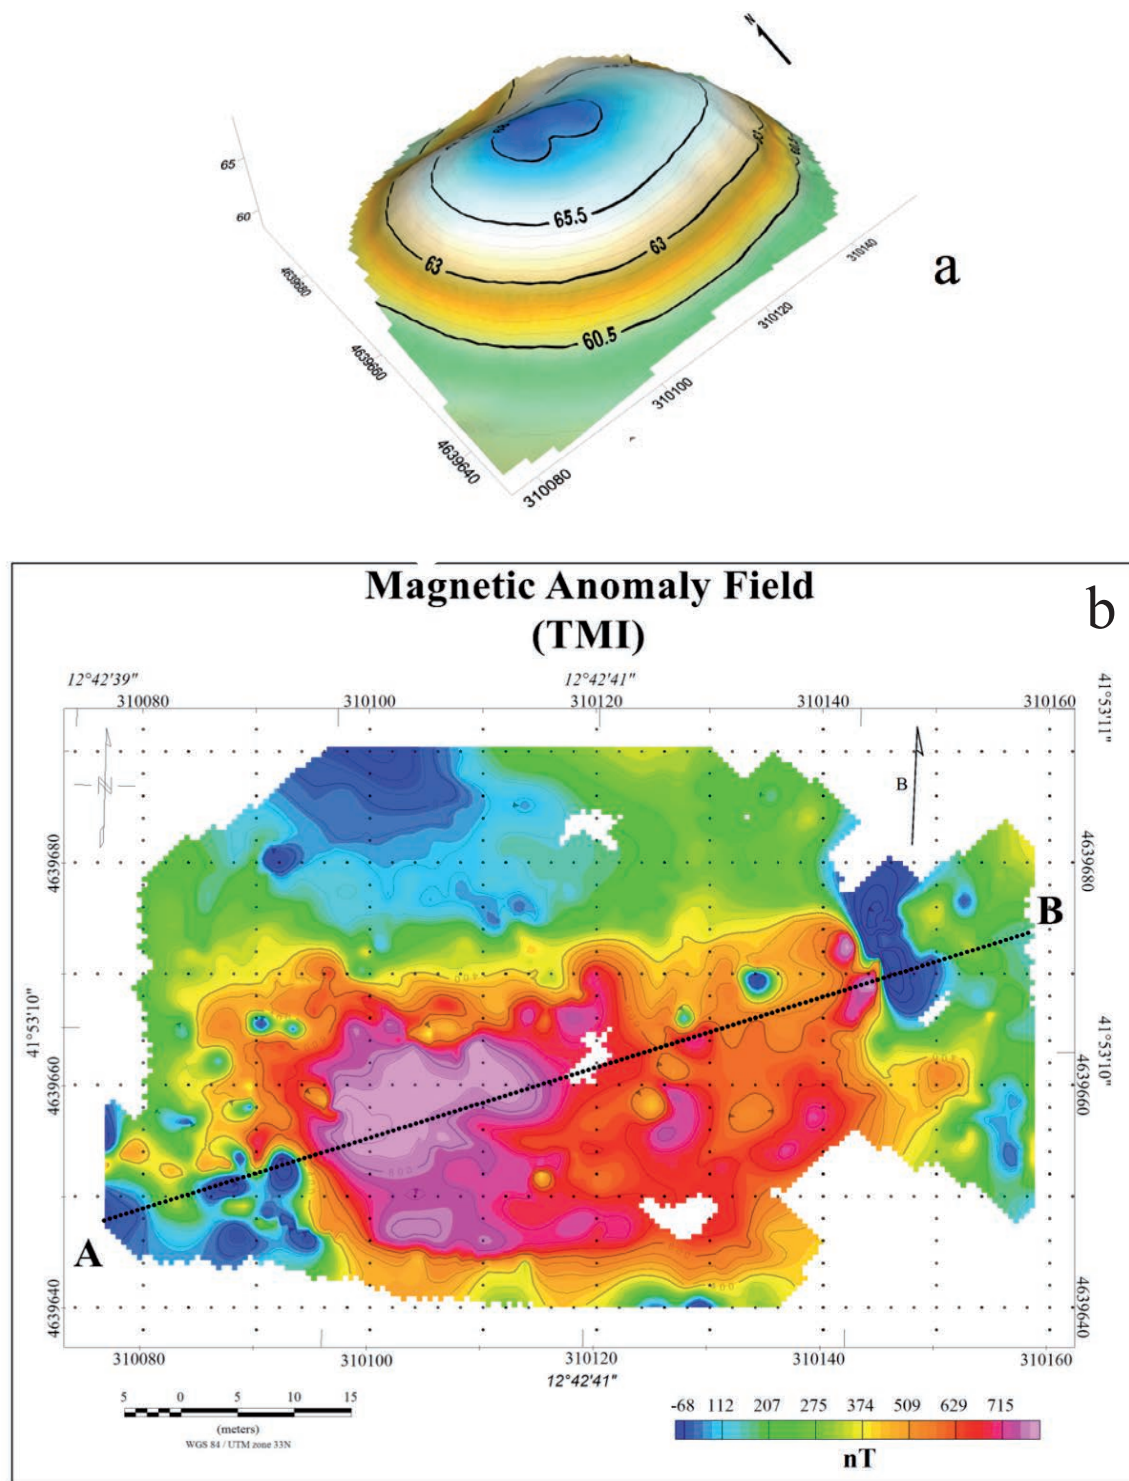 N
65
60
65.5
63
63
63
60.5
60.5
4639680
4639660
4639640
310080
310100
310120
310140
a
b
Magnetic Anomaly Field
(TMI)
12°42'39" 12°42'41"
310080 310100 310120 310140 310160
41°53'11"
N
B
4639680 4639680
B
41°53'10" 41°53'10"
4639660 4639660
A
4639640 4639640
310080 310100 310120 310140 310160
12°42'41"
5 0 5 10 15
(meters)
WGS 84 / UTM zone 33N
-68 112 207 275 374 509 629 715
nT